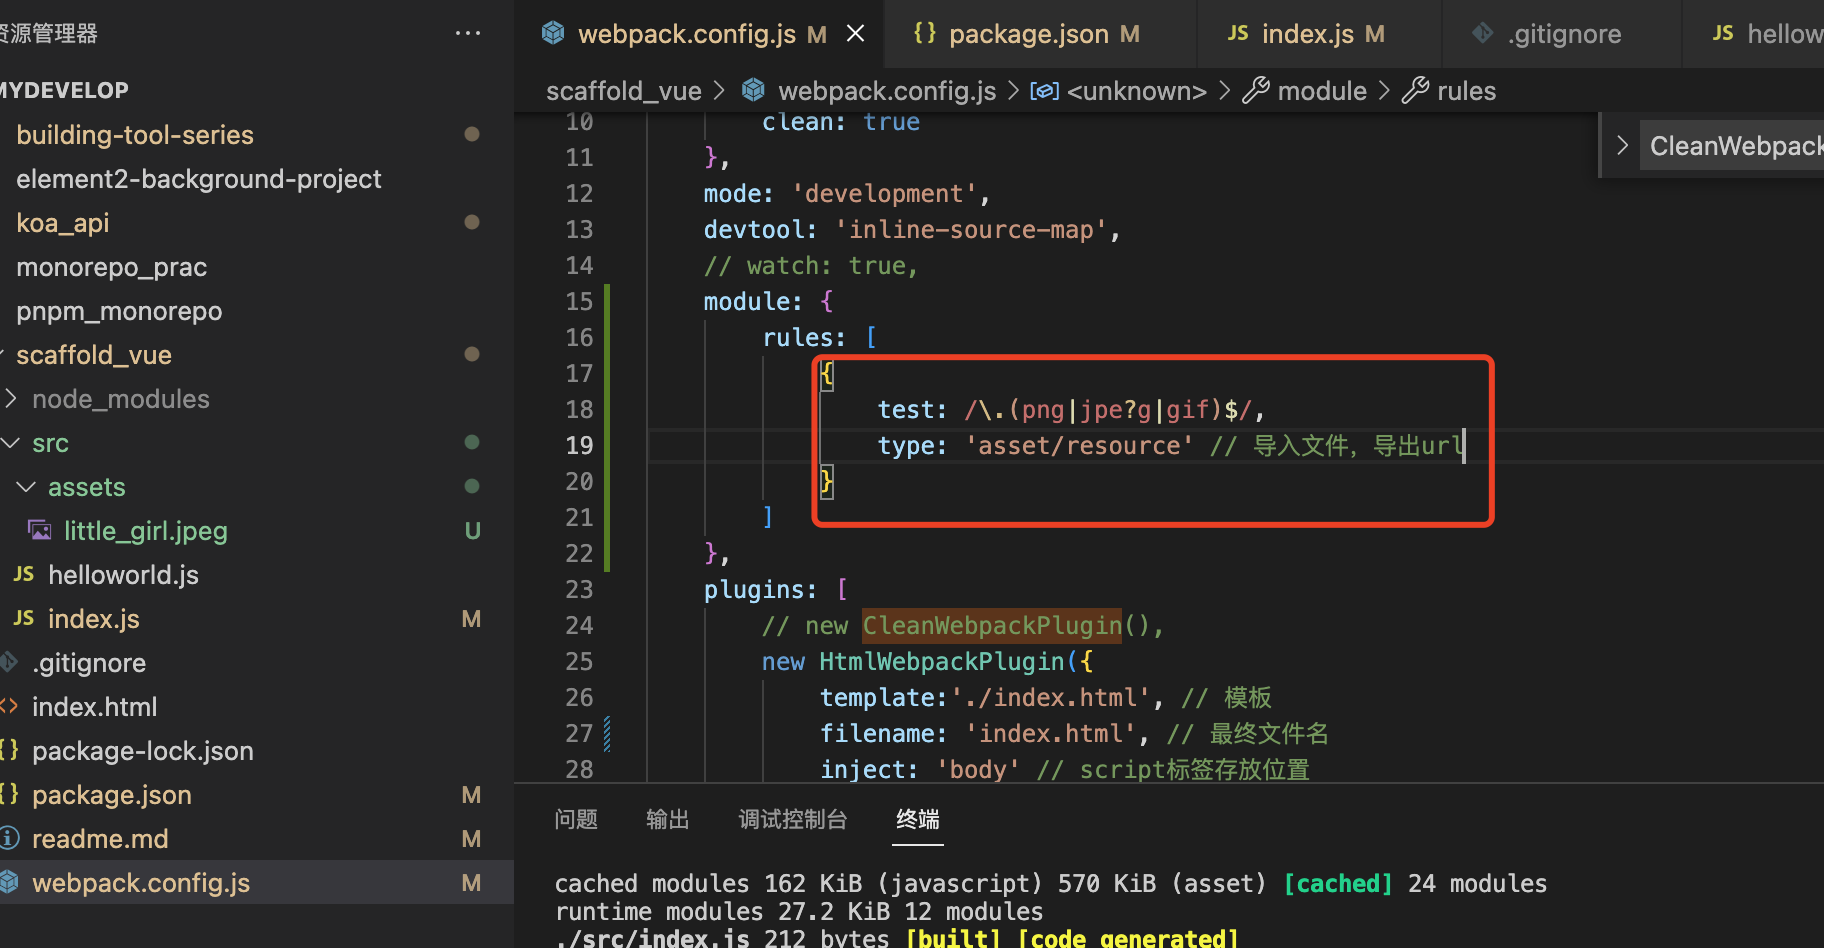 资源管理器
MYDEVELOP
building-tool-series
element2-background-project
koa_api
monorepo_prac
pnpm_monorepo
scaffold_vue
node_modules
src
assets
little_girl.jpeg U
JS helloworld.js
JS index.js M
.gitignore
index.html
{} package-lock.json
{} package.json M
readme.md M
webpack.config.js M
webpack.config.js M
{} package.json M
JS index.js M
.gitignore
JS hellow
scaffold_vue > webpack.config.js > <unknown> > module > rules
CleanWebpack
10 clean: true
11 },
12 mode: 'development',
13 devtool: 'inline-source-map',
14 // watch: true,
15 module: {
16 rules: [
17 {
18 test: /\.(png|jpe?g|gif)$/,
19 type: 'asset/resource' // 导入文件，导出url
20 }
21 ]
22 },
23 plugins: [
24 // new CleanWebpackPlugin(),
25 new HtmlWebpackPlugin({
26 template:'./index.html', // 模板
27 filename: 'index.html', // 最终文件名
28 inject: 'body' // script标签存放位置
问题 输出 调试控制台 终端
cached modules 162 KiB (javascript) 570 KiB (asset) [cached] 24 modules
runtime modules 27.2 KiB 12 modules
./src/index.js 212 bytes [built] [code generated]